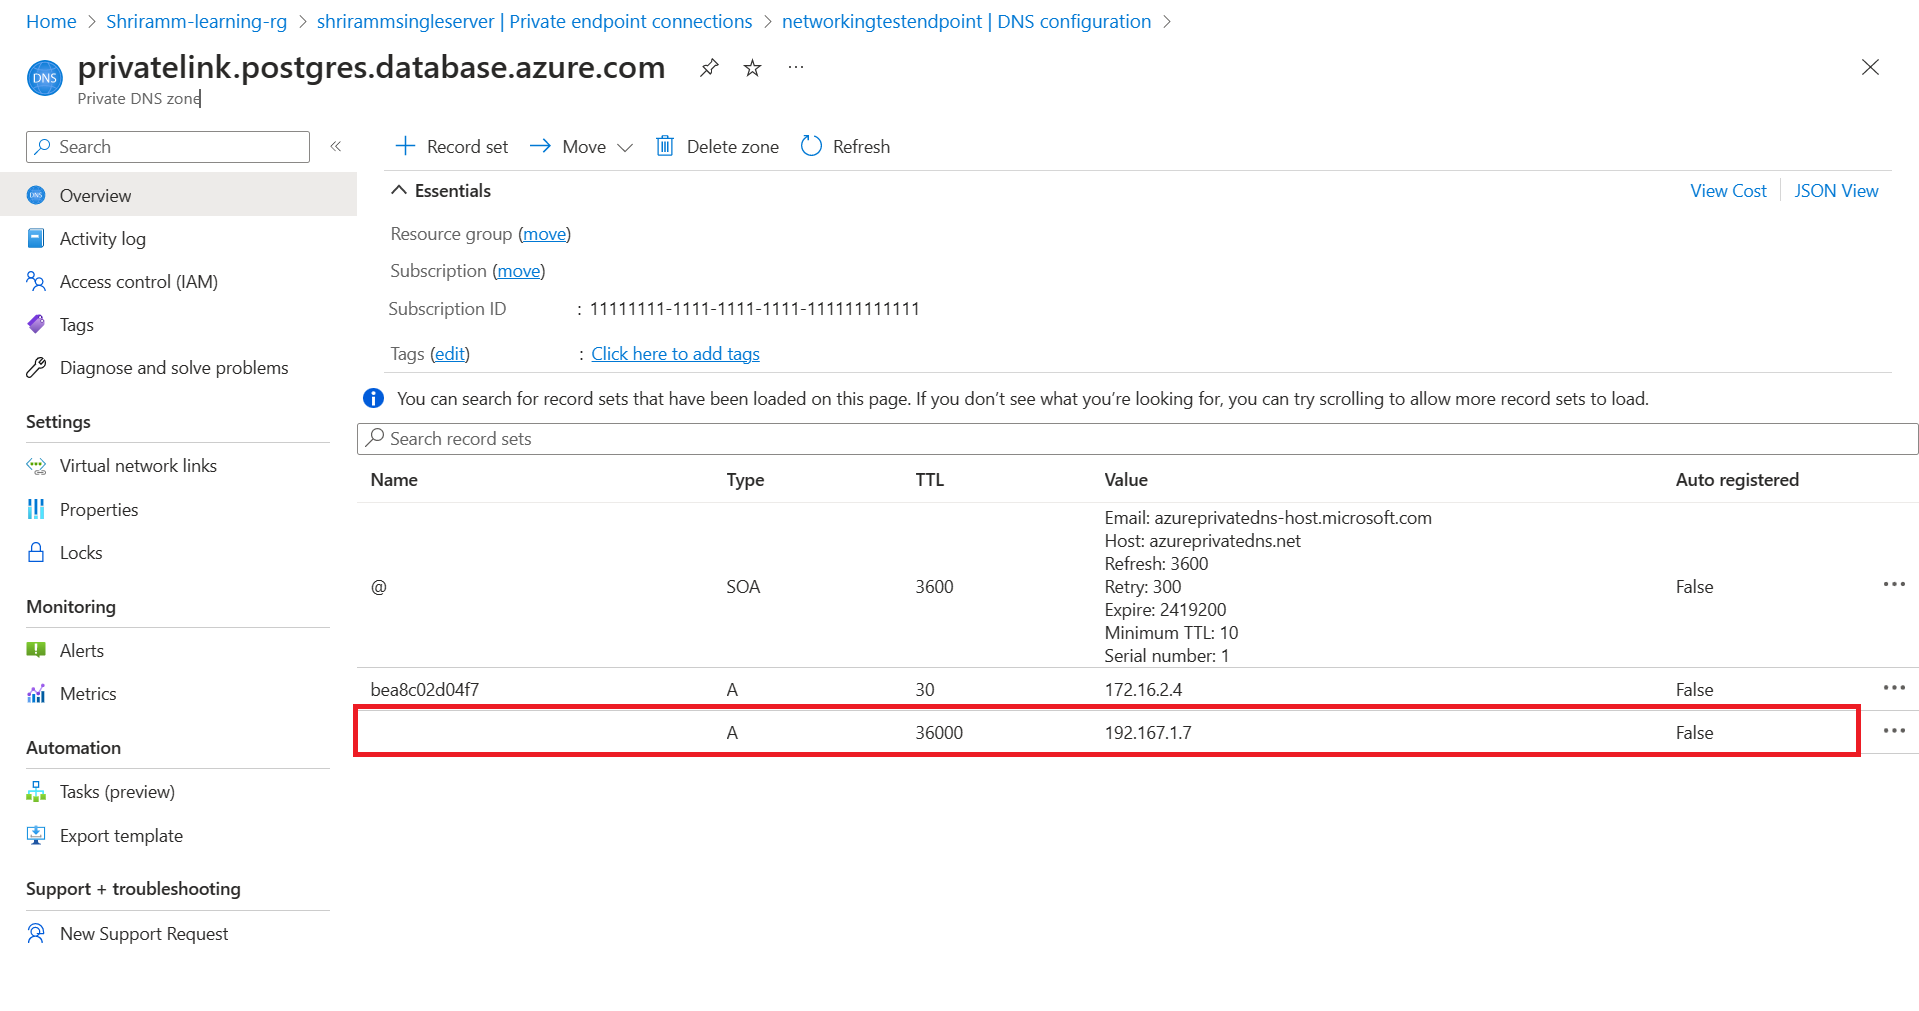 Home > Shriramm-learning-rg > shrirammsingleserver | Private endpoint connections > networkingtestendpoint | DNS configuration >
DNS
privatelink.postgres.database.azure.com
Private DNS zone
Search
«
Overview
Activity log
Access control (IAM)
Tags
Diagnose and solve problems
Settings
Virtual network links
Properties
Locks
Monitoring
Alerts
Metrics
Automation
Tasks (preview)
Export template
Support + troubleshooting
New Support Request
Record set Move Delete zone Refresh
Essentials View Cost JSON View
Resource group (move)
Subscription (move)
Subscription ID : 11111111-1111-1111-1111-111111111111
Tags (edit) : Click here to add tags
You can search for record sets that have been loaded on this page. If you don't see what you're looking for, you can try scrolling to allow more record sets to load.
Search record sets
Name Type TTL Value Auto registered
Email: azureprivatedns-host.microsoft.com
Host: azureprivatedns.net
Refresh: 3600
@ SOA 3600 Retry: 300 False
Expire: 2419200
Minimum TTL: 10
Serial number: 1
bea8c02d04f7 A 30 172.16.2.4 False
A 36000 192.167.1.7 False